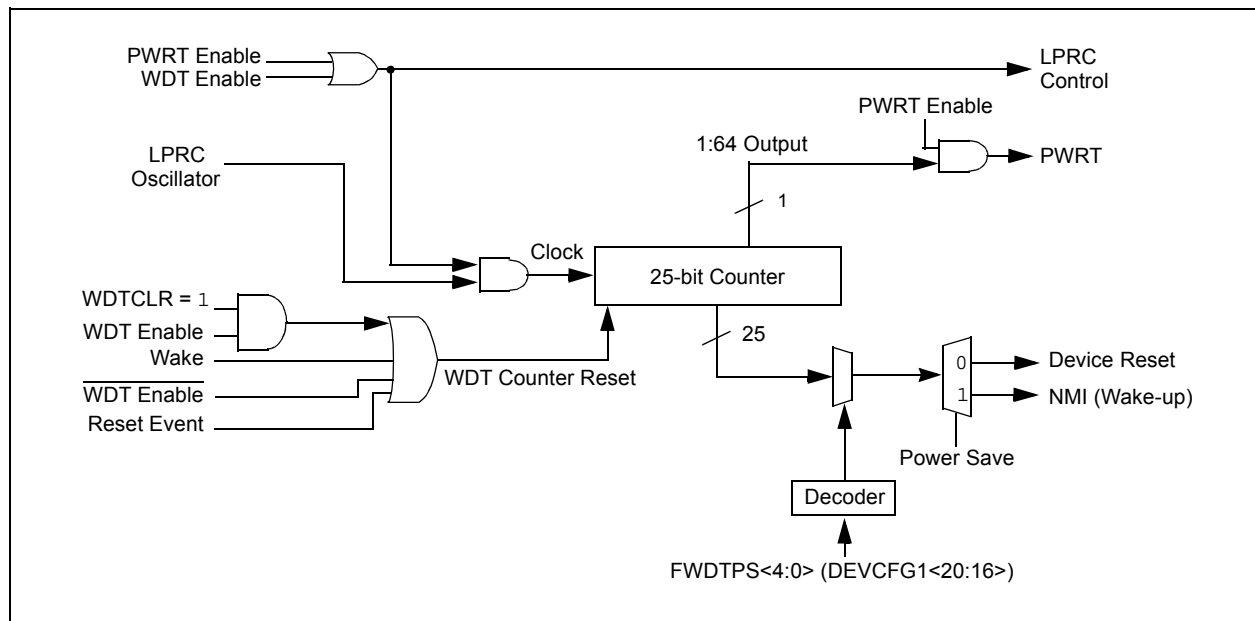 PWRT Enable
WDT Enable
LPRC
Control
PWRT Enable
1:64 Output
PWRT
LPRC
Oscillator
1
Clock
25-bit Counter
WDTCLR = 1
WDT Enable
25
Wake
WDT Counter Reset
0
Device Reset
WDT Enable
1
NMI (Wake-up)
Reset Event
Power Save
Decoder
FWDTPS<4:0> (DEVCFG1<20:16>)